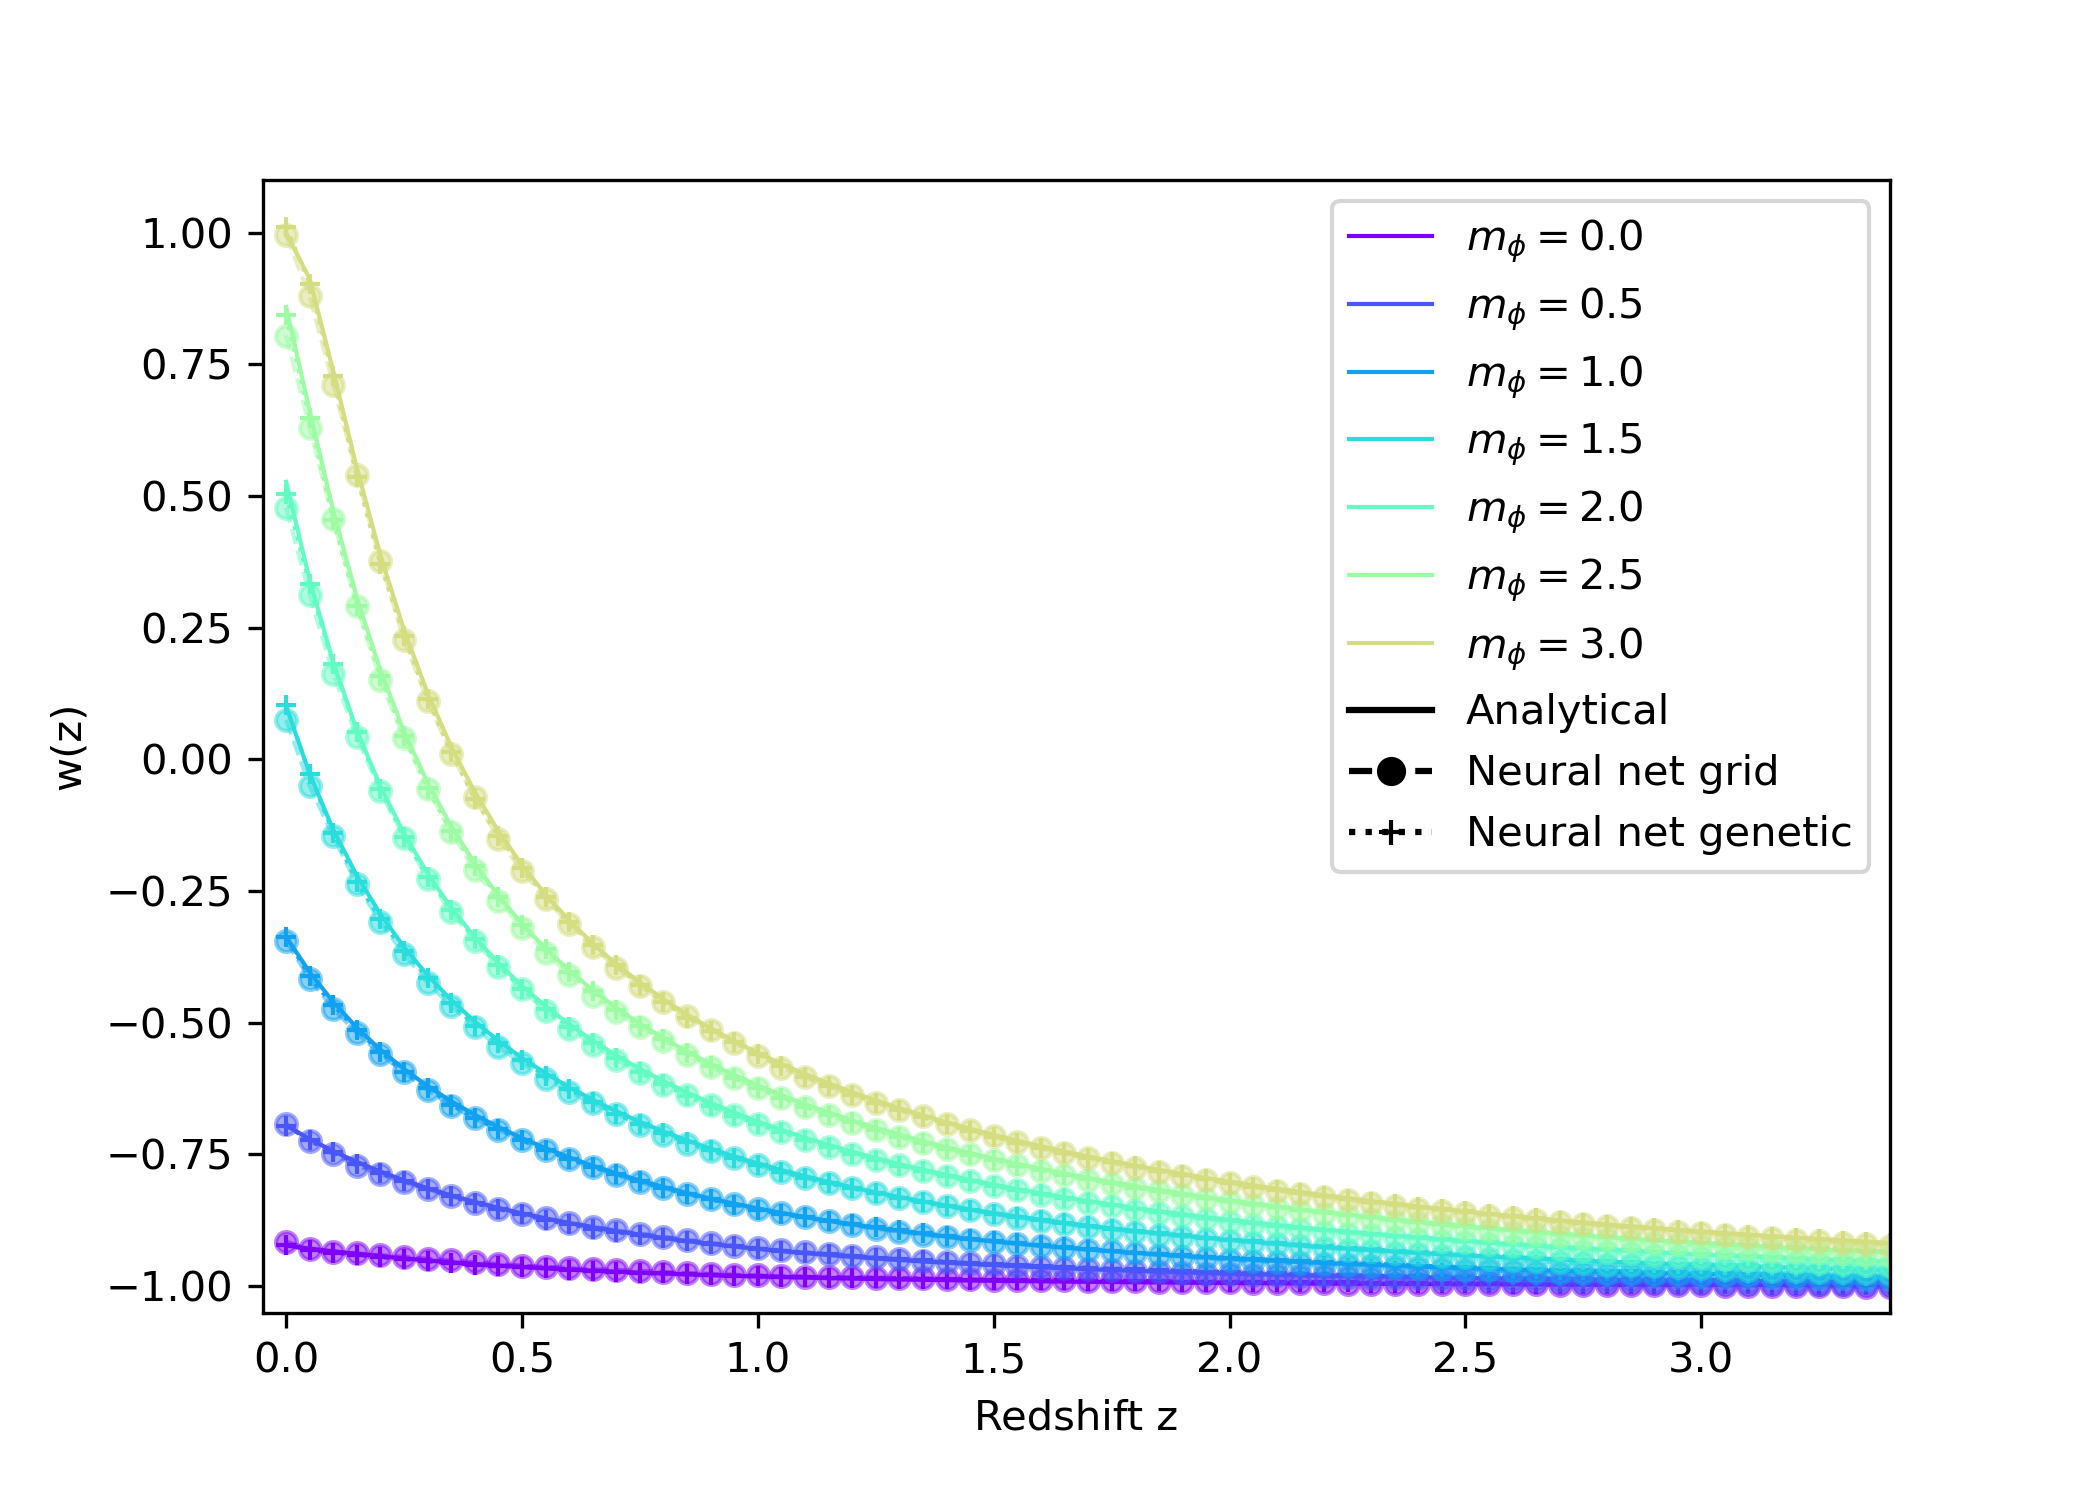 1.00
0.75
0.50
0.25
0.00
−0.25
−0.50
−0.75
−1.00
w(z)
0.0 0.5 1.0 1.5 2.0 2.5 3.0
Redshift z
m_ϕ = 0.0
m_ϕ = 0.5
m_ϕ = 1.0
m_ϕ = 1.5
m_ϕ = 2.0
m_ϕ = 2.5
m_ϕ = 3.0
Analytical
Neural net grid
Neural net genetic